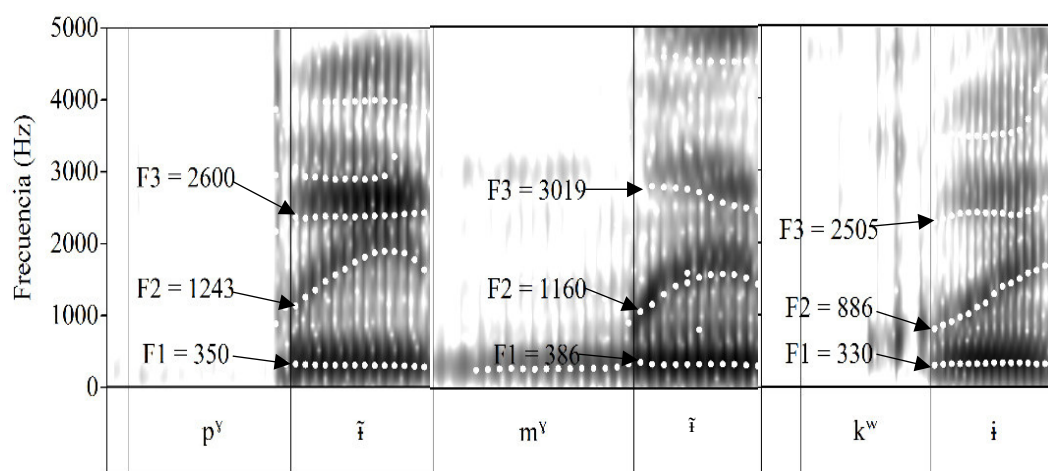 Frecuencia (Hz)
5000
4000
3000
2000
1000
0
F3 = 2600
F2 = 1243
F1 = 350
F3 = 3019
F2 = 1160
F1 = 386
F3 = 2505
F2 = 886
F1 = 330
pˠ
ɨ̃
mˠ
ɨ̃
kʷ
ɨ